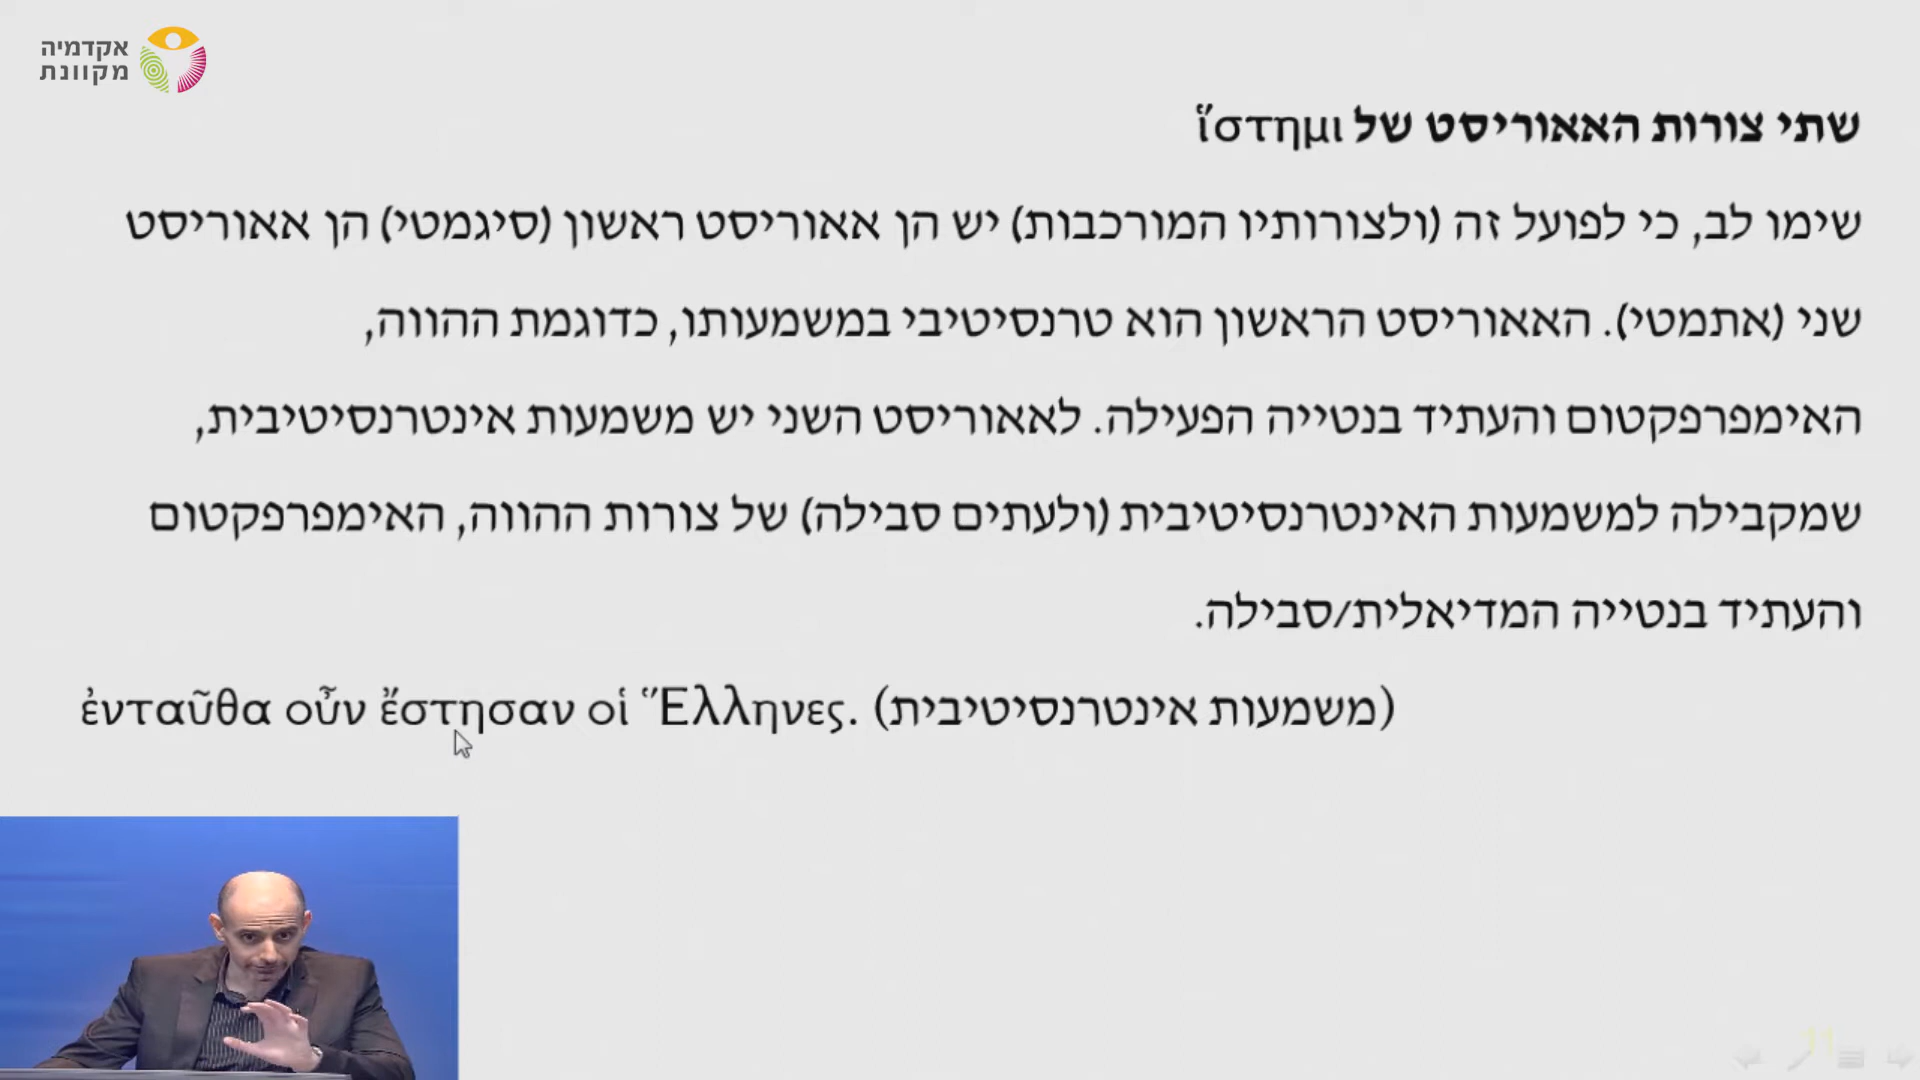 אקדמיה
מקוונת
שתי צורות האאוריסט של ἵστημι
שימו לב, כי לפועל זה (ולצורותיו המורכבות) יש הן אאוריסט ראשון (סיגמטי) הן אאוריסט
שני (אתמטי). האאוריסט הראשון הוא טרנסיטיבי במשמעותו, כדוגמת ההווה,
האימפרפקטום והעתיד בנטייה הפעילה. לאאוריסט השני יש משמעות אינטרנסיטיבית,
שמקבילה למשמעות האינטרנסיטיבית (ולעתים סבילה) של צורות ההווה, האימפרפקטום
והעתיד בנטייה המדיאלית/סבילה.
ἐνταῦθα οὖν ἔστησαν οἱ Ἕλληνες. (משמעות אינטרנסיטיבית)
11